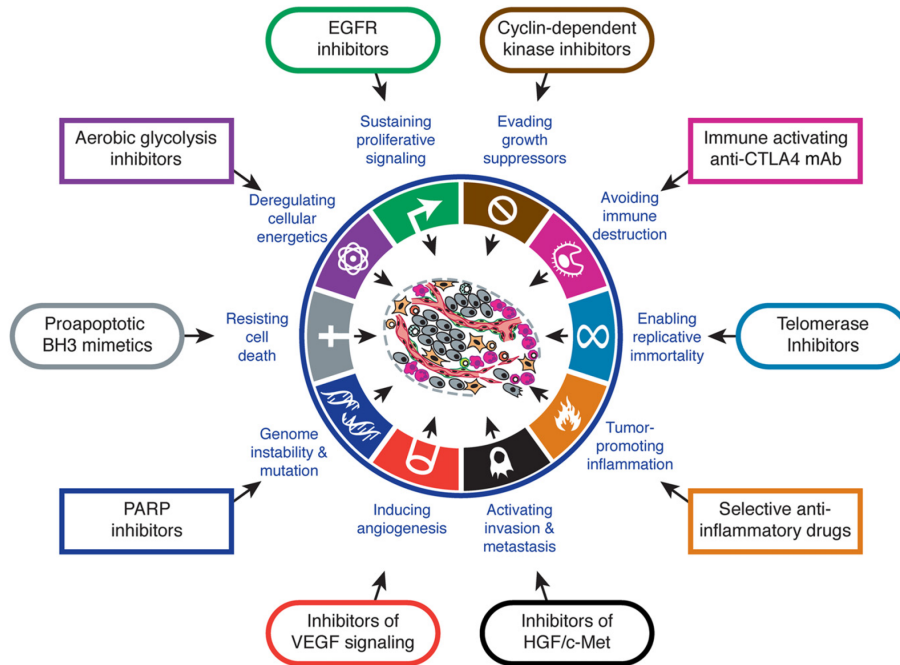 EGFR
inhibitors
Cyclin-dependent
kinase inhibitors
Sustaining
proliferative
signaling
Evading
growth
suppressors
Aerobic glycolysis
inhibitors
Immune activating
anti-CTLA4 mAb
Deregulating
cellular
energetics
Avoiding
immune
destruction
Proapoptotic
BH3 mimetics
Resisting
cell
death
Enabling
replicative
immortality
Telomerase
Inhibitors
Genome
instability &
mutation
Tumor-
promoting
inflammation
PARP
inhibitors
Inducing
angiogenesis
Activating
invasion &
metastasis
Selective anti-
inflammatory drugs
Inhibitors of
VEGF signaling
Inhibitors of
HGF/c-Met